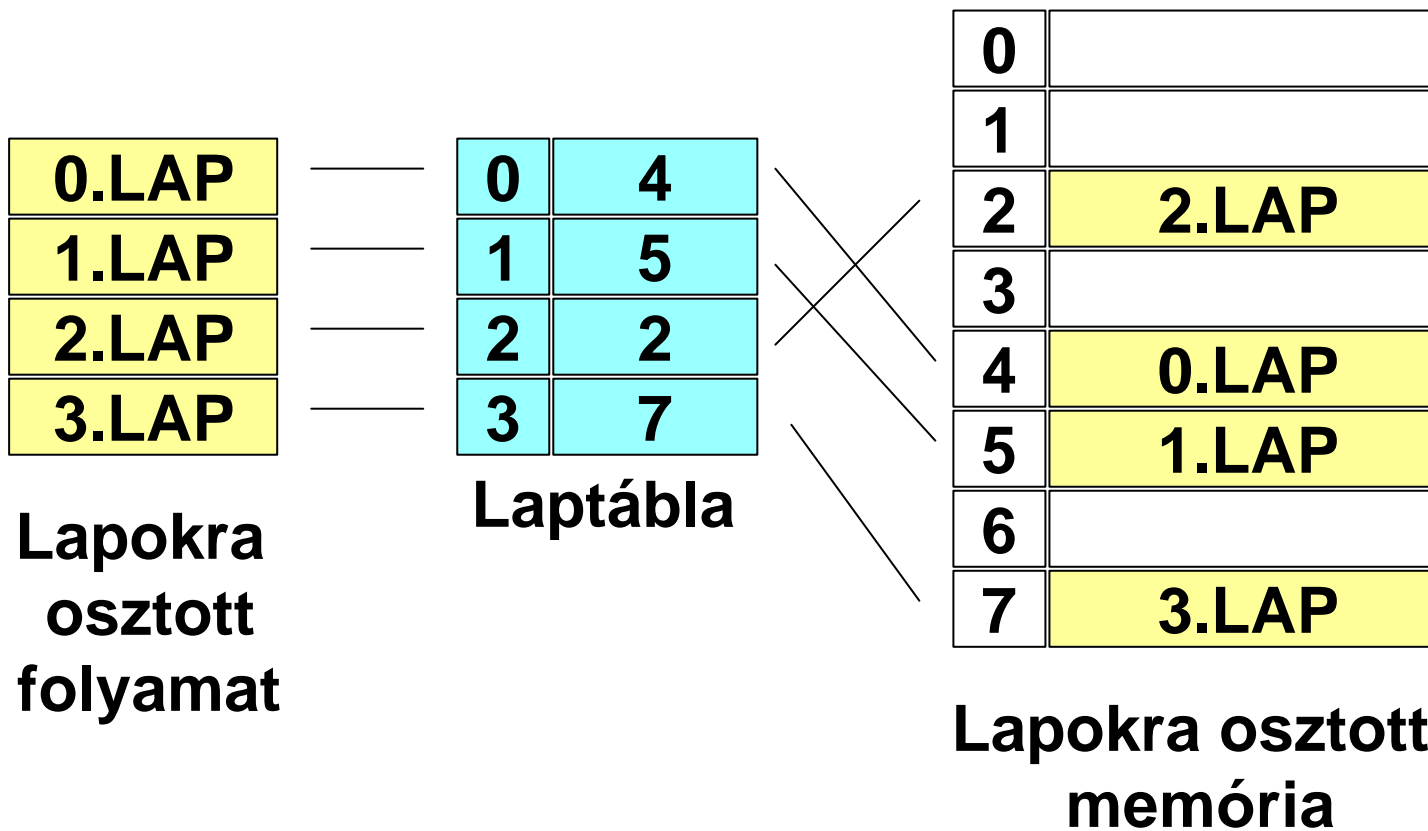 0.LAP
1.LAP
2.LAP
3.LAP
Lapokra
osztott
folyamat
0 4
1 5
2 2
3 7
Laptábla
0
1
2 2.LAP
3
4 0.LAP
5 1.LAP
6
7 3.LAP
Lapokra osztott
memória